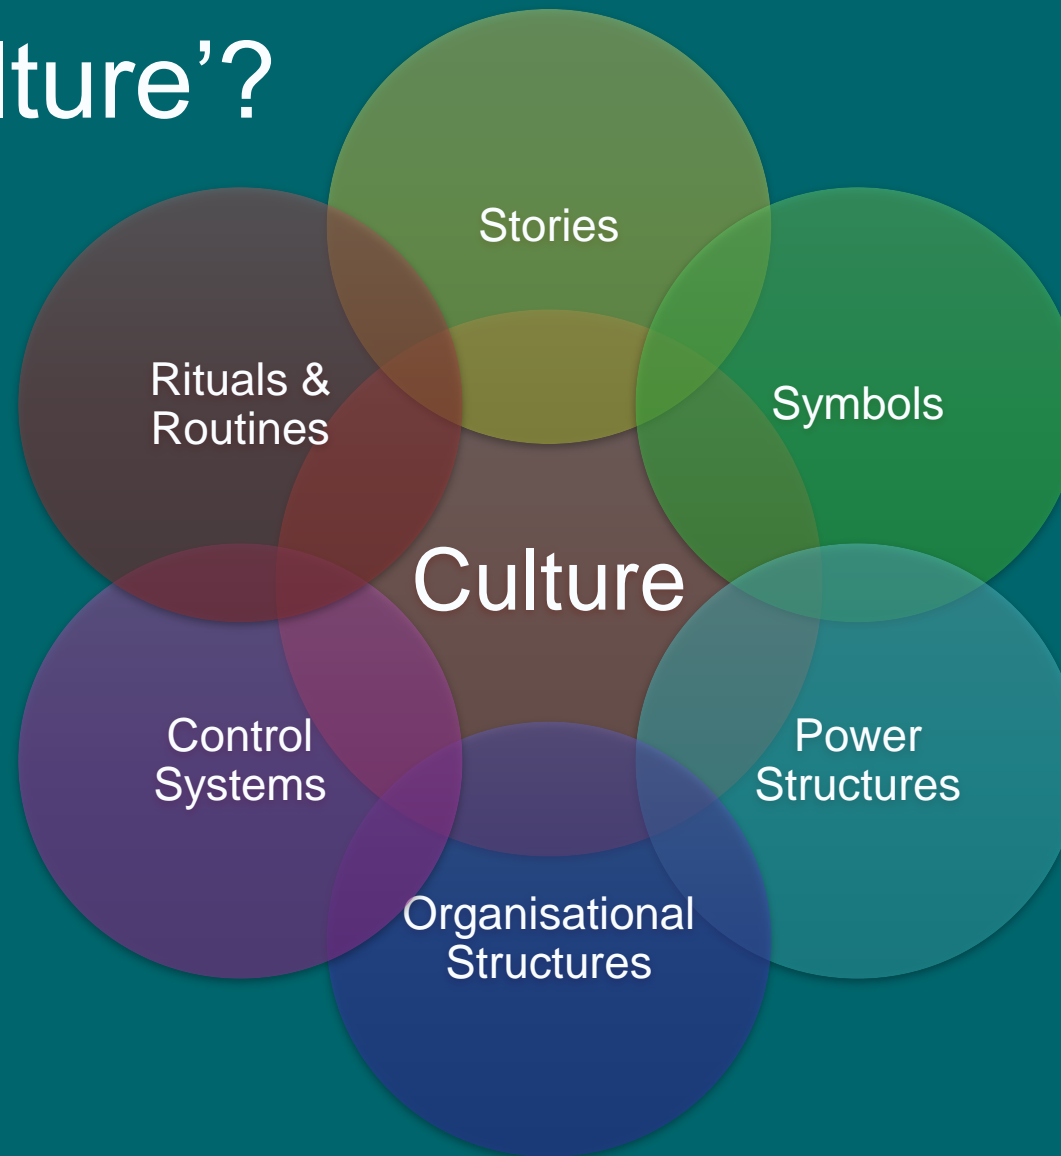 lture’?
Stories
Rituals &
Routines
Symbols
Culture
Control
Systems
Power
Structures
Organisational
Structures